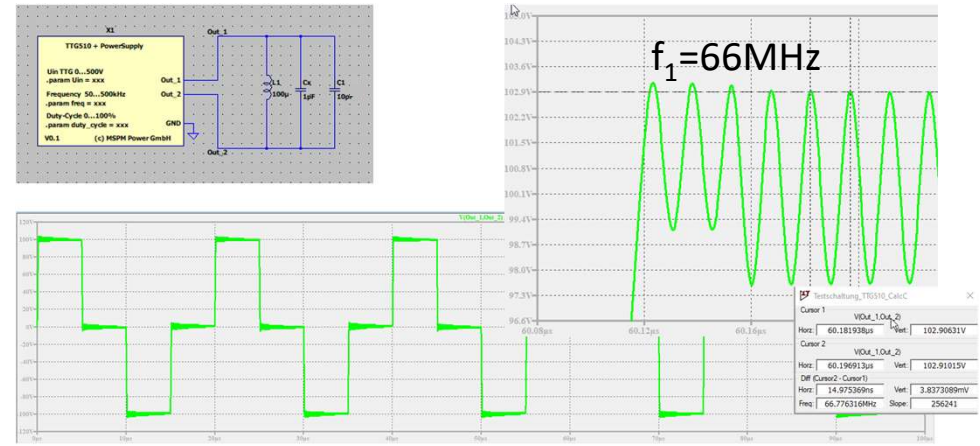 X1
TTG510 + PowerSupply
Uin TTG 0...500V
.param Uin = xxx
Frequency 50...500kHz
.param freq = xxx
Duty-Cycle 0...100%
.param duty_cycle = xxx
V0.1 (c) MSPM Power GmbH
Out_1
Out_2
GND
Out_1
Out_2
L1
100µ
Cx
1pF
C1
f1=66MHz
104.3V
103.6V
102.9V
102.2V
101.5V
100.8V
100.1V
99.4V
98.7V
98.0V
97.3V
96.6V
60.08µs
60.12µs
60.16µs
Testschaltung_TTG510_CalcC
Cursor 1
V(Out_1,Out_2)
Horz: 60.181938µs Vert: 102.90631V
Cursor 2
V(Out_1,Out_2)
Horz: 60.196913µs Vert: 102.91015V
Diff (Cursor2 - Cursor1)
Horz: 14.975369ns Vert: 3.8373089mV
Freq: 66.776316MHz Slope: 256241
V(Out_1,Out_2)
120V